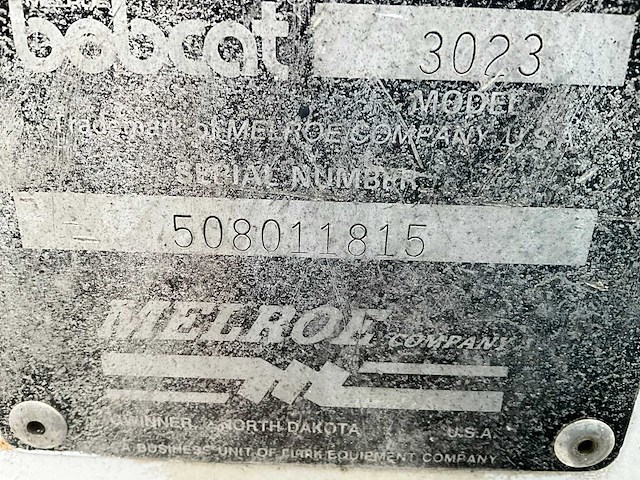 bobcat 3023
MODEL
Trademark of MELROE COMPANY, U.S.A.
SERIAL NUMBER
508011815
MELROE COMPANY
GWINNER, NORTH DAKOTA U.S.A.
A BUSINESS UNIT OF CLARK EQUIPMENT COMPANY